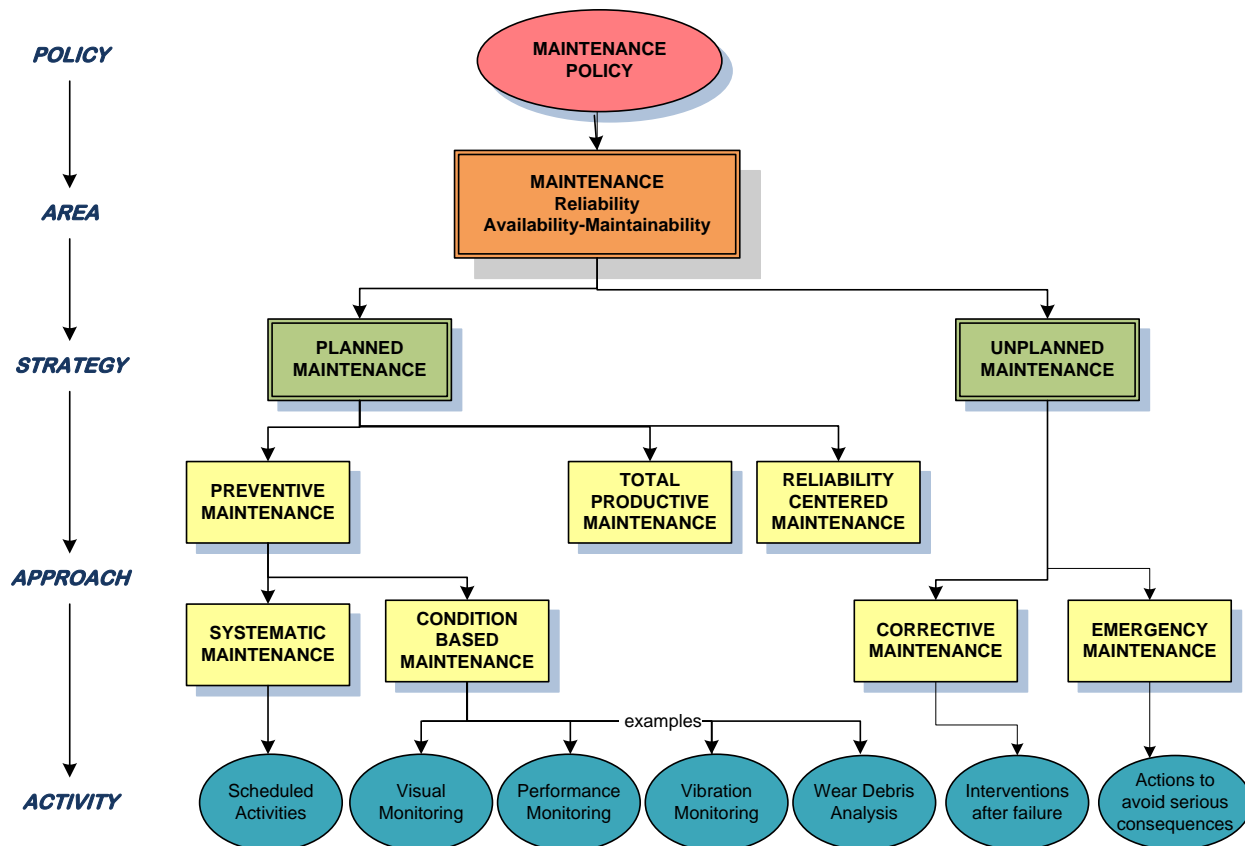 POLICY
MAINTENANCE
POLICY
AREA
MAINTENANCE
Reliability
Availability-Maintainability
STRATEGY
PLANNED
MAINTENANCE
UNPLANNED
MAINTENANCE
PREVENTIVE
MAINTENANCE
TOTAL
PRODUCTIVE
MAINTENANCE
RELIABILITY
CENTERED
MAINTENANCE
APPROACH
SYSTEMATIC
MAINTENANCE
CONDITION
BASED
MAINTENANCE
CORRECTIVE
MAINTENANCE
EMERGENCY
MAINTENANCE
examples
ACTIVITY
Scheduled
Activities
Visual
Monitoring
Performance
Monitoring
Vibration
Monitoring
Wear Debris
Analysis
Interventions
after failure
Actions to
avoid serious
consequences